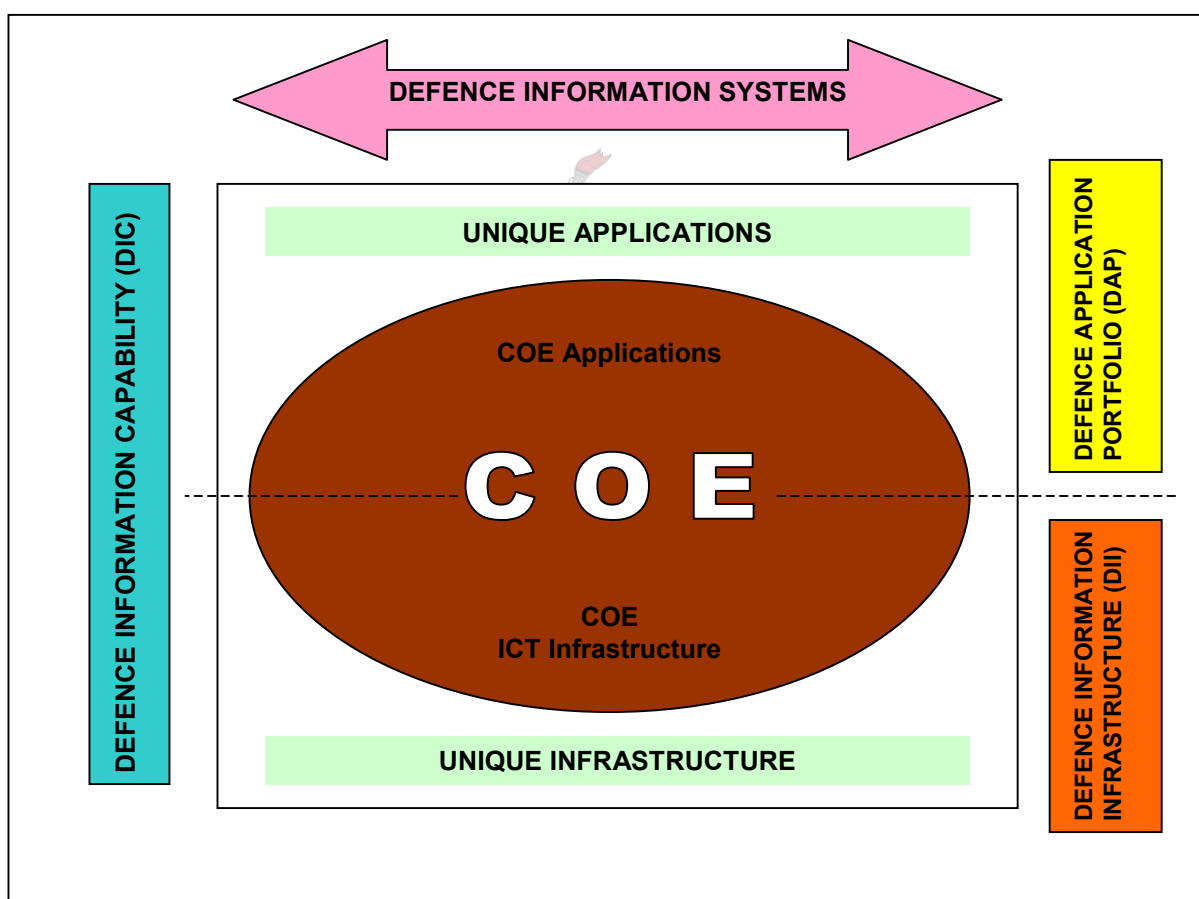 DEFENCE INFORMATION SYSTEMS
DEFENCE INFORMATION CAPABILITY (DIC)
UNIQUE APPLICATIONS
COE Applications
C O E
COE
ICT Infrastructure
UNIQUE INFRASTRUCTURE
DEFENCE APPLICATION
PORTFOLIO (DAP)
DEFENCE INFORMATION
INFRASTRUCTURE (DII)